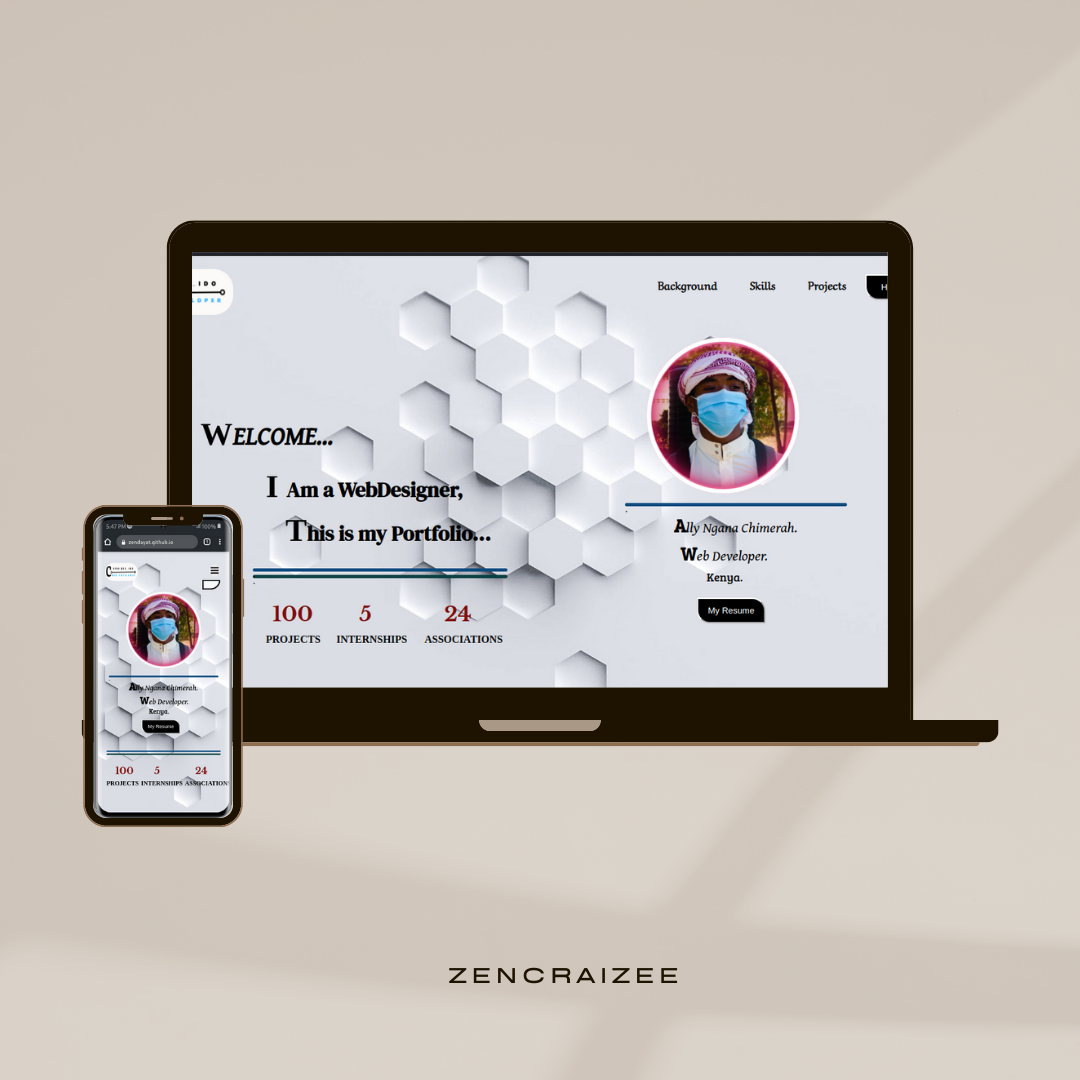 Background Skills Projects H
WELCOME...
I Am a WebDesigner,
This is my Portfolio...
100 5 24
PROJECTS INTERNSHIPS ASSOCIATIONS
Ally Ngana Chimerah.
Web Developer.
Kenya.
My Resume
5:47 PM 100%
zendayat.github.io
Ally Ngana Chimerah.
Web Developer.
Kenya.
My Resume
100 5 24
PROJECTS INTERNSHIPS ASSOCIATIONS
ZENCRAIZEE